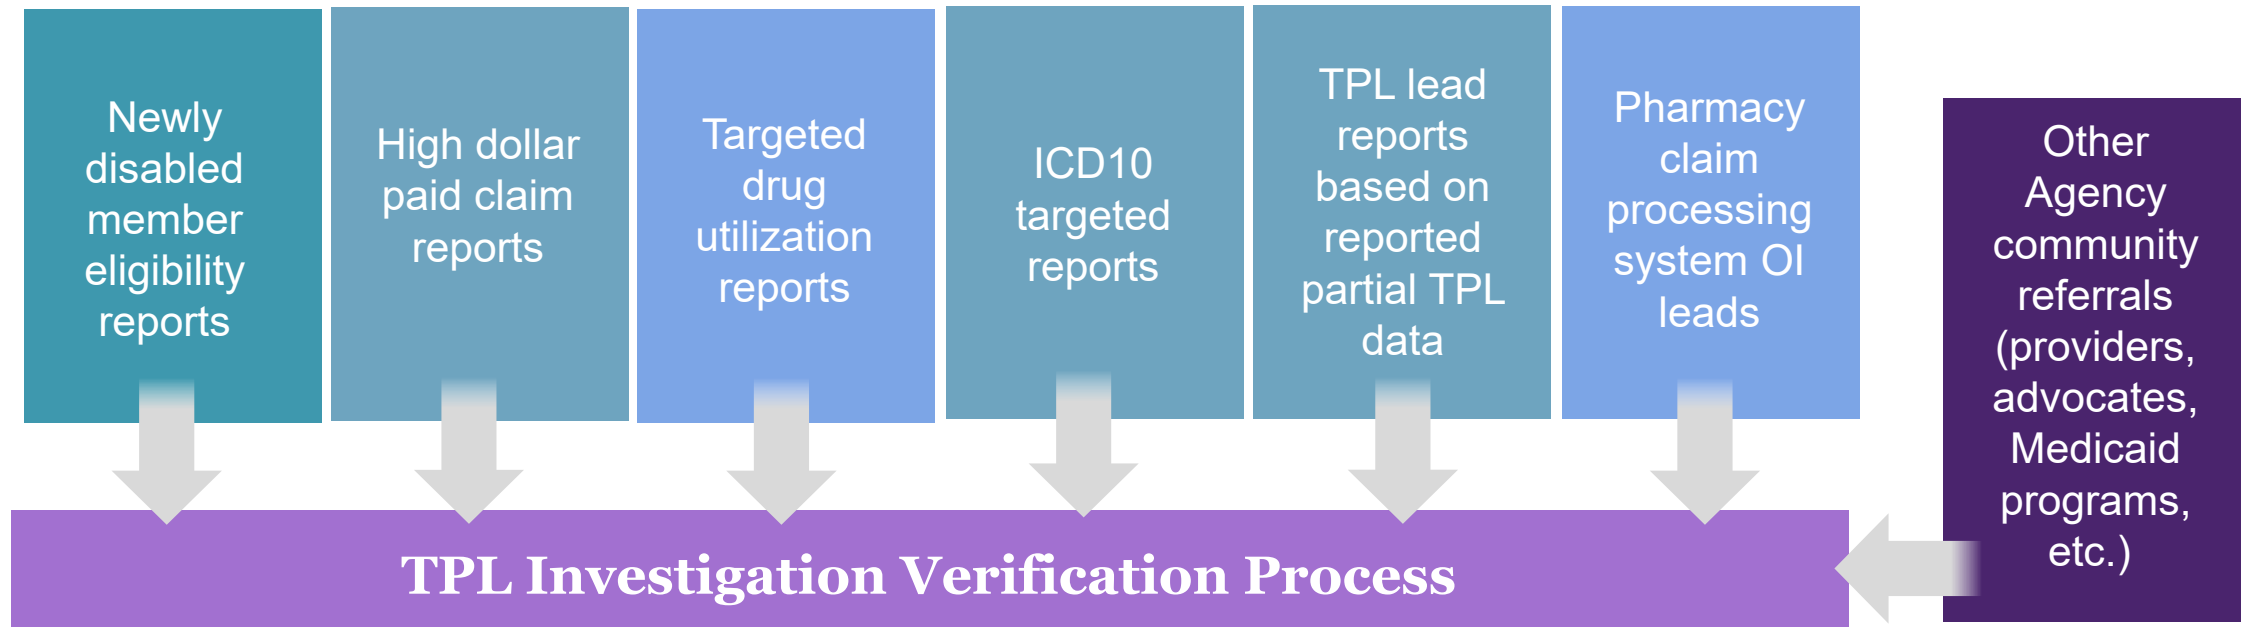 Newly
disabled
member
eligibility
reports
High dollar
paid claim
reports
Targeted
drug
utilization
reports
ICD10
targeted
reports
TPL lead
reports
based on
reported
partial TPL
data
Pharmacy
claim
processing
system OI
leads
Other
Agency
community
referrals
(providers,
advocates,
Medicaid
programs,
etc.)
TPL Investigation Verification Process